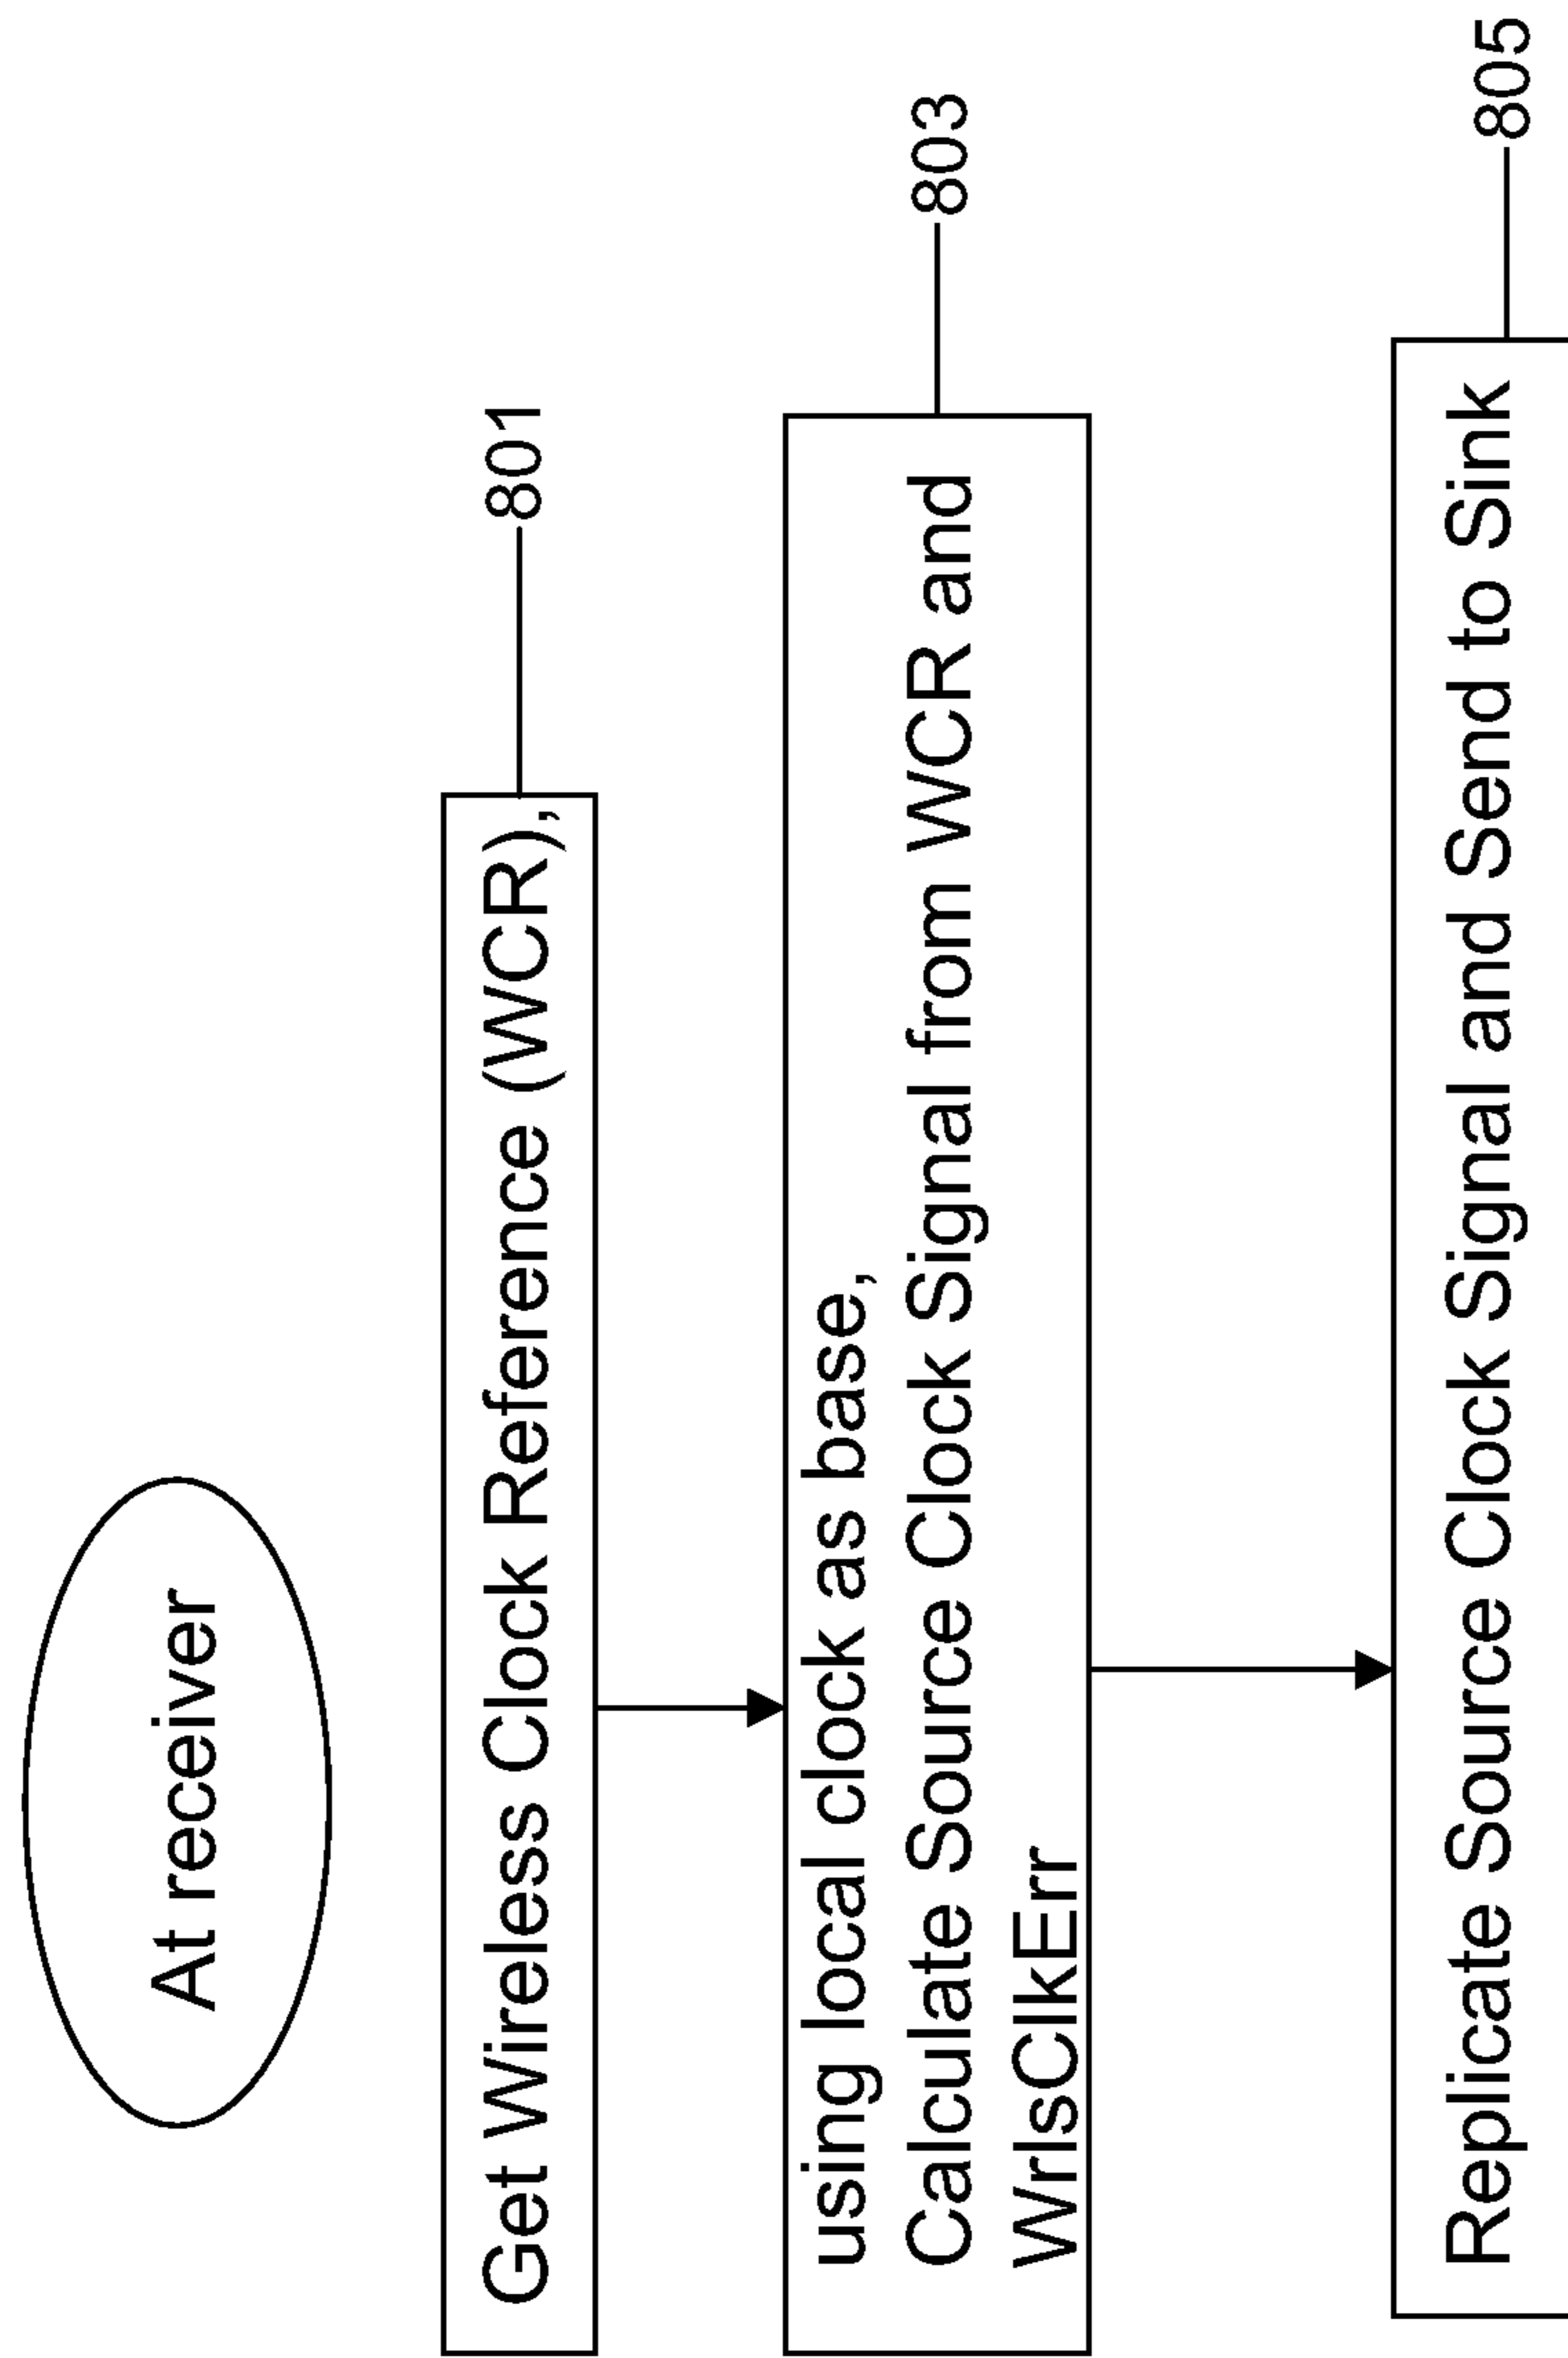 At receiver
Get Wireless Clock Reference (WCR),
801
using local clock as base,
Calculate Source Clock Signal from WCR and
WrlsClkErr
803
Replicate Source Clock Signal and Send to Sink
805